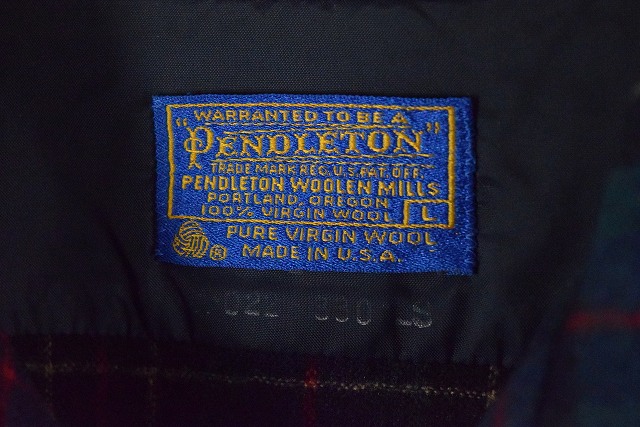 WARRANTED TO BE A
"PENDLETON"
TRADE MARK REG. U.S. PAT. OFF.
PENDLETON WOOLEN MILLS
PORTLAND, OREGON
100% VIRGIN WOOL L
PURE VIRGIN WOOL
® MADE IN U.S.A.